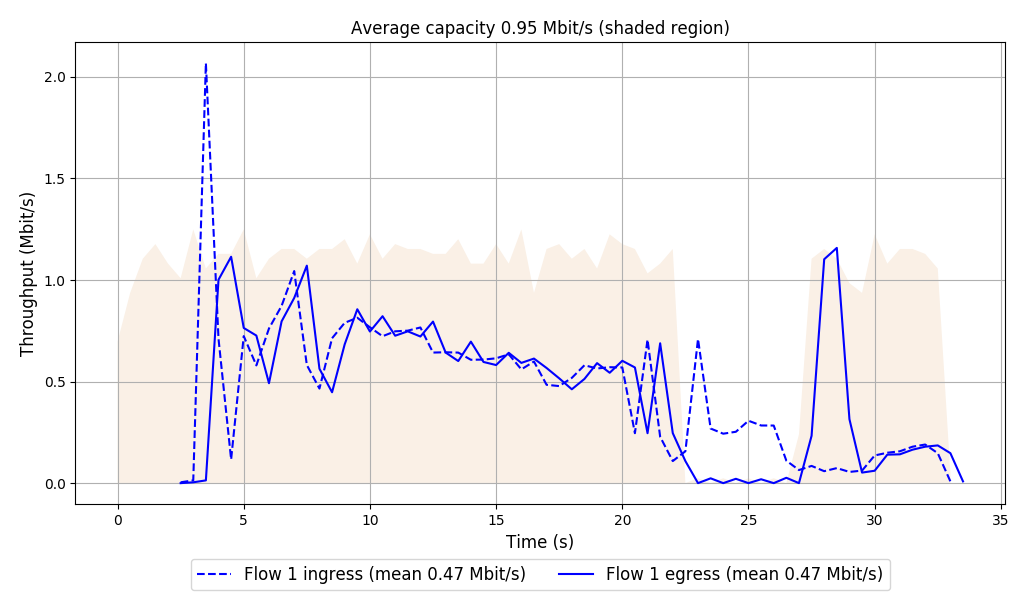 Average capacity 0.95 Mbit/s (shaded region)
Throughput (Mbit/s)
2.0
1.5
1.0
0.5
0.0
0 5 10 15 20 25 30 35
Time (s)
Flow 1 ingress (mean 0.47 Mbit/s) Flow 1 egress (mean 0.47 Mbit/s)